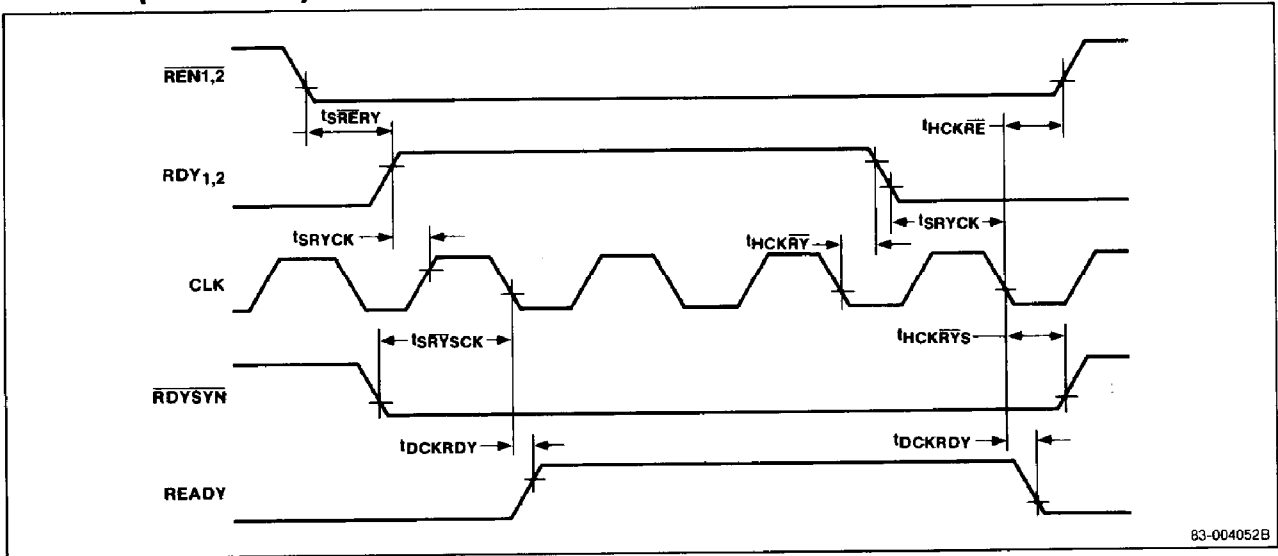 REN1,2
tSRERY
tHCKRE
RDY1,2
tSRYCK
tSRYCK
tHCKRY
CLK
tSRYSCK
tHCKRYS
RDYSYN
tDCKRDY
tDCKRDY
READY
83-004052B